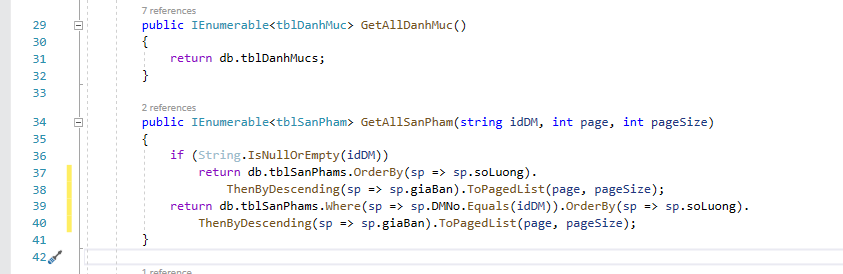 7 references
29 public IEnumerable<tblDanhMuc> GetAllDanhMuc()
30 {
31 return db.tblDanhMucs;
32 }
33
2 references
34 public IEnumerable<tblSanPham> GetAllSanPham(string idDM, int page, int pageSize)
35 {
36 if (String.IsNullOrEmpty(idDM))
37 return db.tblSanPhams.OrderBy(sp => sp.soLuong).
38 ThenByDescending(sp => sp.giaBan).ToPagedList(page, pageSize);
39 return db.tblSanPhams.Where(sp => sp.DMNo.Equals(idDM)).OrderBy(sp => sp.soLuong).
40 ThenByDescending(sp => sp.giaBan).ToPagedList(page, pageSize);
41 }
42
1 reference